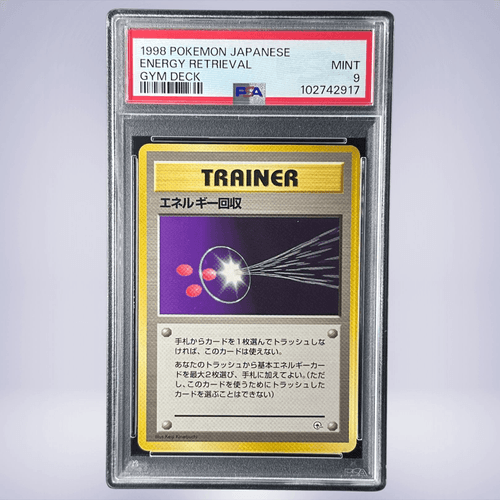 1998 POKEMON JAPANESE
ENERGY RETRIEVAL MINT
GYM DECK 9
PSA 102742917
TRAINER
エネルギー回収
手札からカードを1枚選んでトラッシュしな
ければ、このカードは使えない。
あなたのトラッシュから基本エネルギーカード
を最大2枚選び、手札に加えてよい。(ただ
し、このカードを使うためにトラッシュした
カードを選ぶことはできない)
Illus. Keiji Kinebuchi